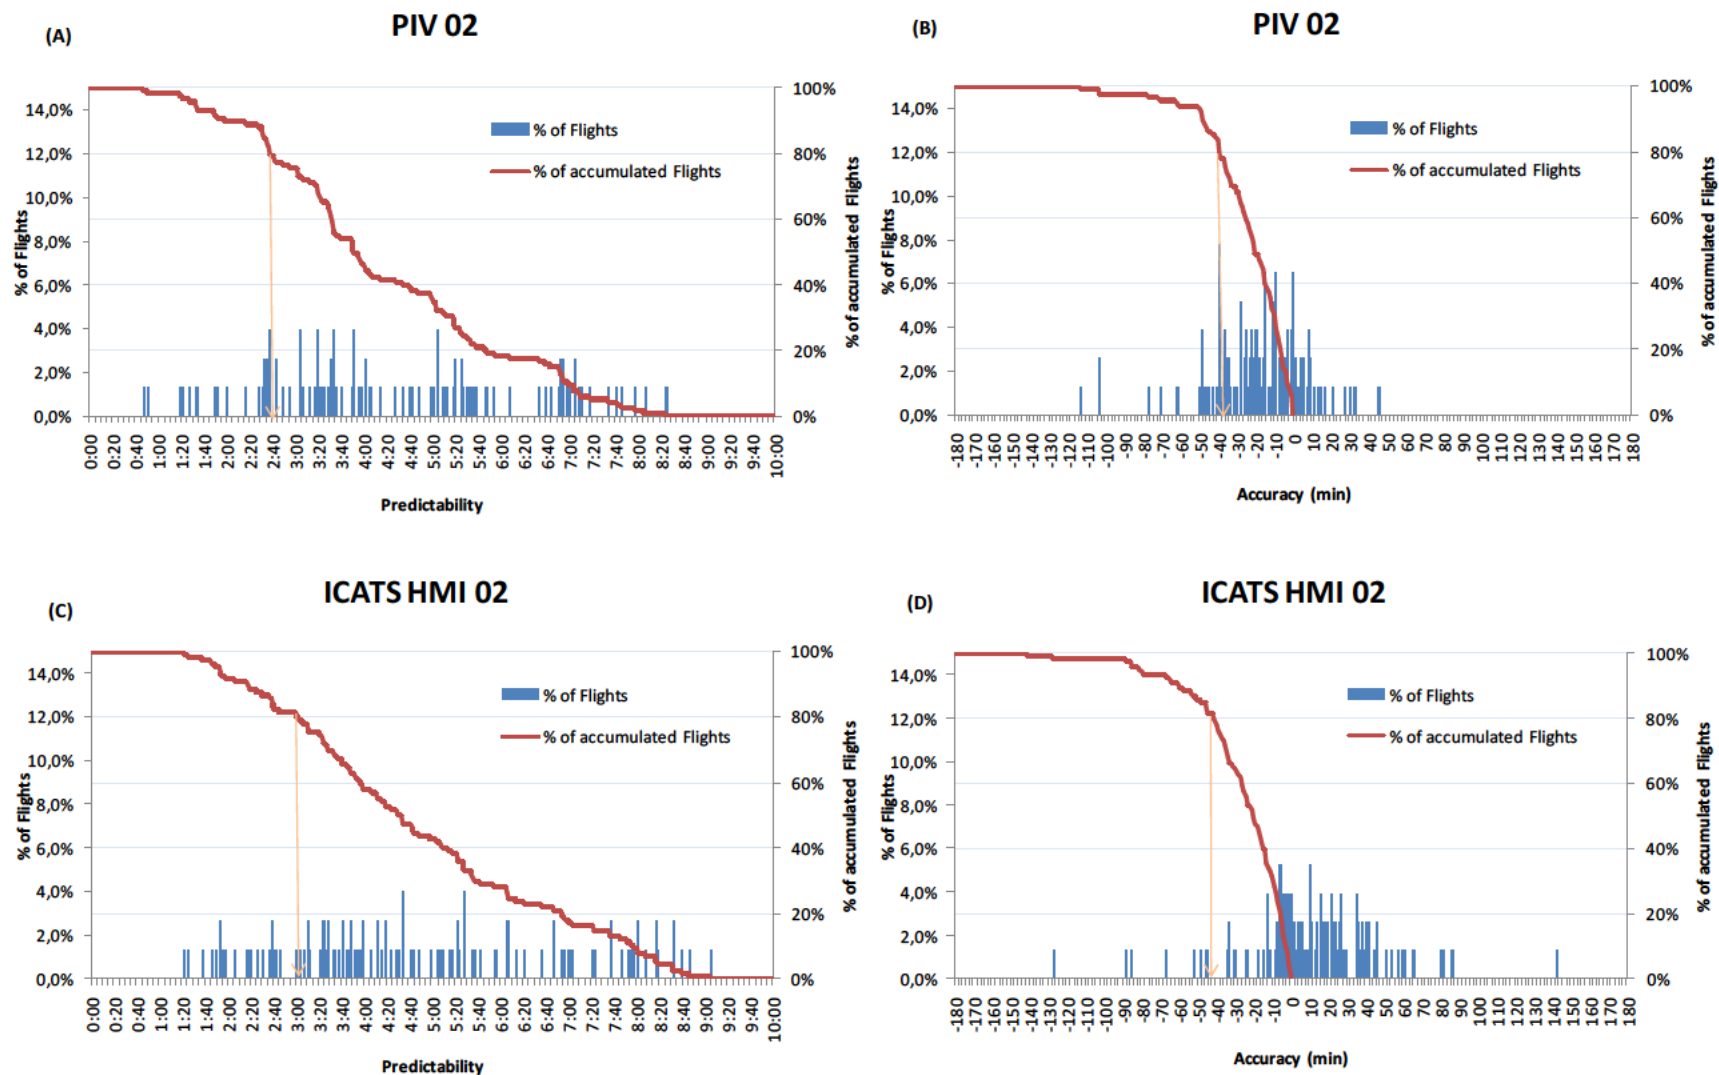 (A)
PIV 02
% of Flights
% of accumulated Flights
14,0%
12,0%
10,0%
8,0%
6,0%
4,0%
2,0%
0,0%
% of Flights
100%
80%
60%
40%
20%
0%
% of accumulated Flights
0:00 0:20 0:40 1:00 1:20 1:40 2:00 2:20 2:40 3:00 3:20 3:40 4:00 4:20 4:40 5:00 5:20 5:40 6:00 6:20 6:40 7:00 7:20 7:40 8:00 8:20 8:40 9:00 9:20 9:40 10:00
Predictability
(B)
PIV 02
% of Flights
% of accumulated Flights
14,0%
12,0%
10,0%
8,0%
6,0%
4,0%
2,0%
0,0%
% of Flights
100%
80%
60%
40%
20%
0%
% of accumulated Flights
-180 -170 -160 -150 -140 -130 -120 -110 -100 -90 -80 -70 -60 -50 -40 -30 -20 -10 0 10 20 30 40 50 60 70 80 90 100 110 120 130 140 150 160 170 180
Accuracy (min)
(C)
ICATS HMI 02
% of Flights
% of accumulated Flights
14,0%
12,0%
10,0%
8,0%
6,0%
4,0%
2,0%
0,0%
% of Flights
100%
80%
60%
40%
20%
0%
% of accumulated Flights
0:00 0:20 0:40 1:00 1:20 1:40 2:00 2:20 2:40 3:00 3:20 3:40 4:00 4:20 4:40 5:00 5:20 5:40 6:00 6:20 6:40 7:00 7:20 7:40 8:00 8:20 8:40 9:00 9:20 9:40 10:00
Predictability
(D)
ICATS HMI 02
% of Flights
% of accumulated Flights
14,0%
12,0%
10,0%
8,0%
6,0%
4,0%
2,0%
0,0%
% of Flights
100%
80%
60%
40%
20%
0%
% of accumulated Flights
-180 -170 -160 -150 -140 -130 -120 -110 -100 -90 -80 -70 -60 -50 -40 -30 -20 -10 0 10 20 30 40 50 60 70 80 90 100 110 120 130 140 150 160 170 180
Accuracy (min)